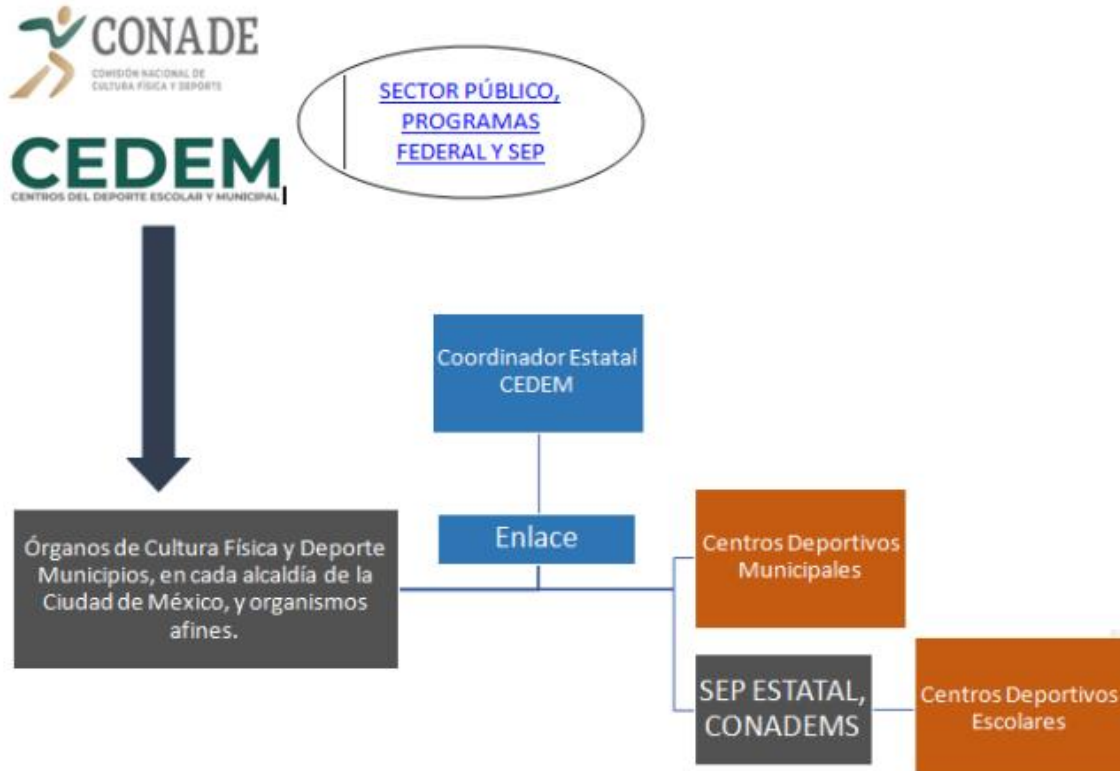 CONADE
COMISIÓN NACIONAL DE
CULTURA FÍSICA Y DEPORTE
CEDEM
CENTROS DEL DEPORTE ESCOLAR Y MUNICIPAL
SECTOR PÚBLICO,
PROGRAMAS
FEDERAL Y SEP
Coordinador Estatal
CEDEM
Enlace
Órganos de Cultura Física y Deporte
Municipios, en cada alcaldía de la
Ciudad de México, y organismos
afines.
Centros Deportivos
Municipales
SEP ESTATAL,
CONADEMS
Centros Deportivos
Escolares